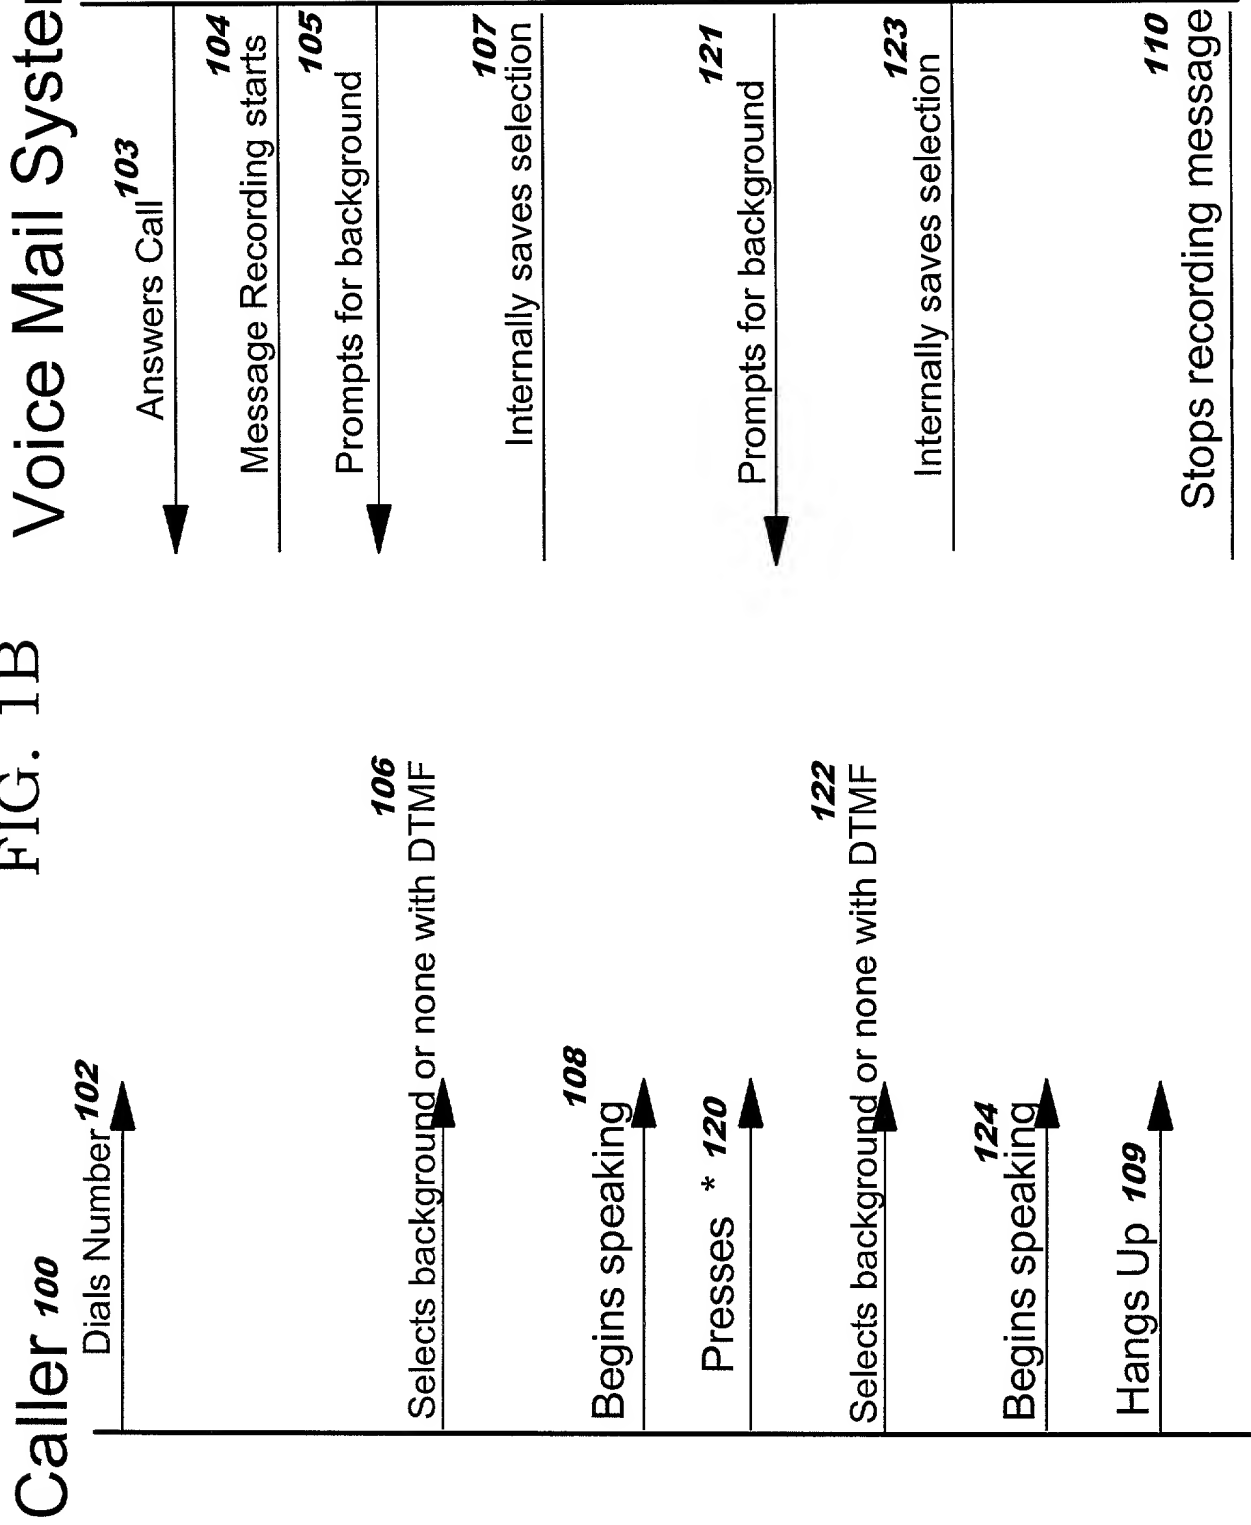 FIG. 1B
Caller 100
Voice Mail Syste
Dials Number 102
Answers Call 103
104
Message Recording starts
105
Prompts for background
106
Selects background or none with DTMF
107
Internally saves selection
108
Begins speaking
Presses * 120
121
Prompts for background
122
Selects background or none with DTMF
123
Internally saves selection
124
Begins speaking
Hangs Up 109
110
Stops recording message